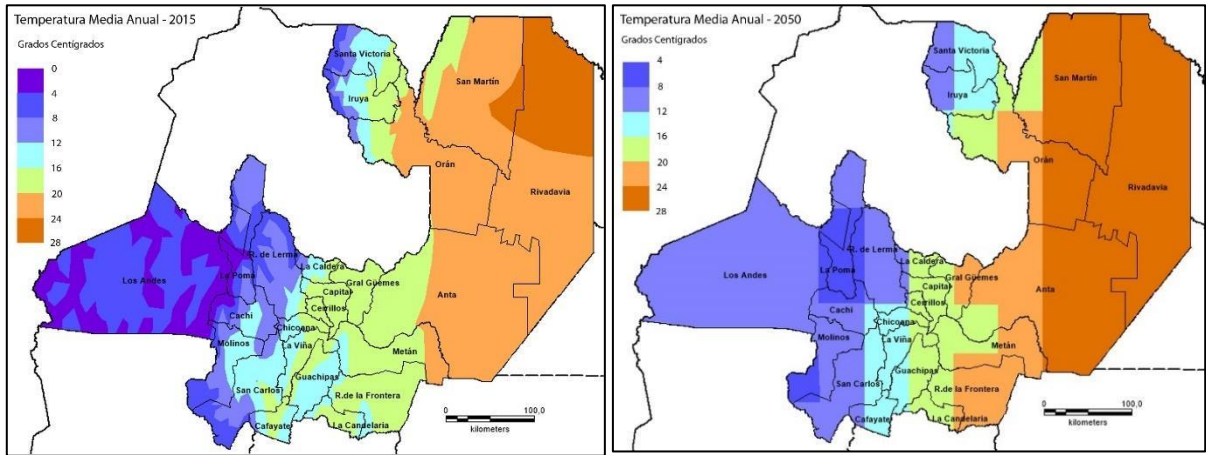 Temperatura Media Anual - 2015
Grados Centígrados
0
4
8
12
16
20
24
28
Santa Victoria
Iruya
San Martín
Orán
Rivadavia
Los Andes
La Poma
R. de Lerma
La Caldera
Gral Güemes
Capital
Cerrillos
Anta
Cachi
Chicoana
Molinos
La Viña
Metán
Guachipas
San Carlos
R.de la Frontera
Cafayate
La Candelaria
100,0
kilometers
Temperatura Media Anual - 2050
Grados Centígrados
4
8
12
16
20
24
28
Santa Victoria
Iruya
San Martín
Orán
Rivadavia
R. de Lerma
Los Andes
La Poma
La Caldera
Gral Güemes
Capital
Anta
Cachi
Cerrillos
Chicoana
Molinos
La Viña
Metán
Guachipas
San Carlos
R.de la Frontera
Cafayate
La Candelaria
100,0
kilometers